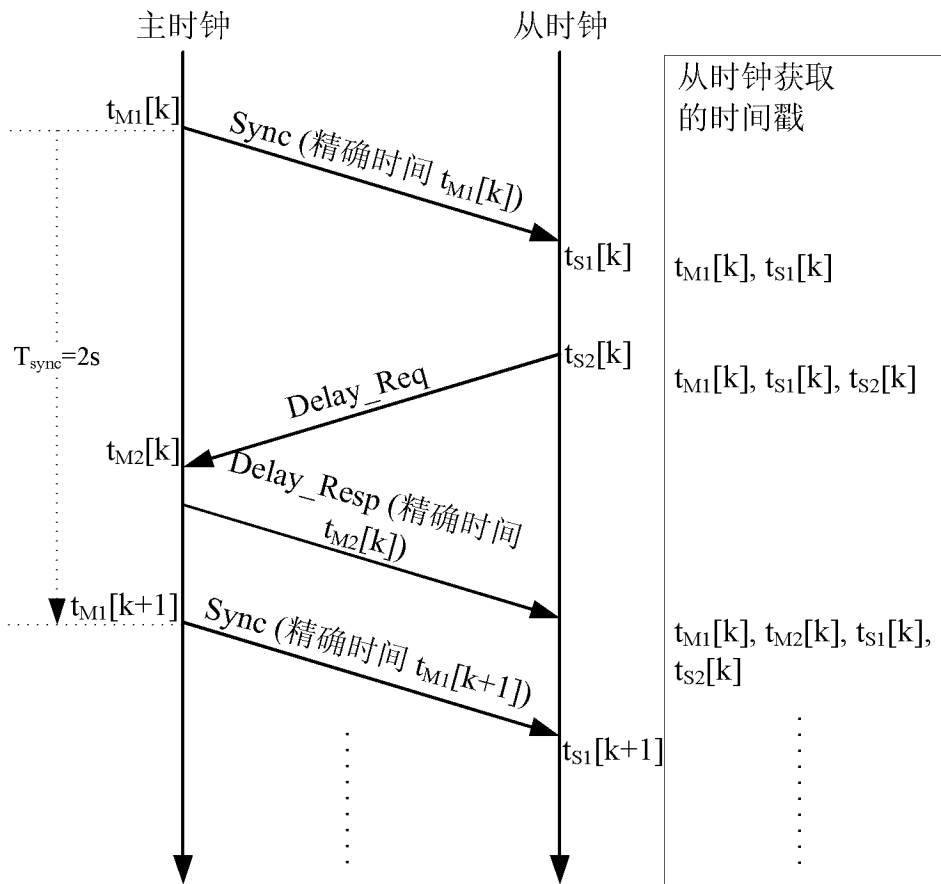 主时钟
从时钟
从时钟获取
的时间戳
tM1[k]
Sync (精确时间 tM1[k])
tS1[k]
tM1[k], tS1[k]
Tsync=2s
tS2[k]
tM1[k], tS1[k], tS2[k]
Delay_Req
tM2[k]
Delay_Resp (精确时间
tM2[k])
tM1[k+1]
Sync (精确时间 tM1[k+1])
tM1[k], tM2[k], tS1[k],
tS2[k]
tS1[k+1]